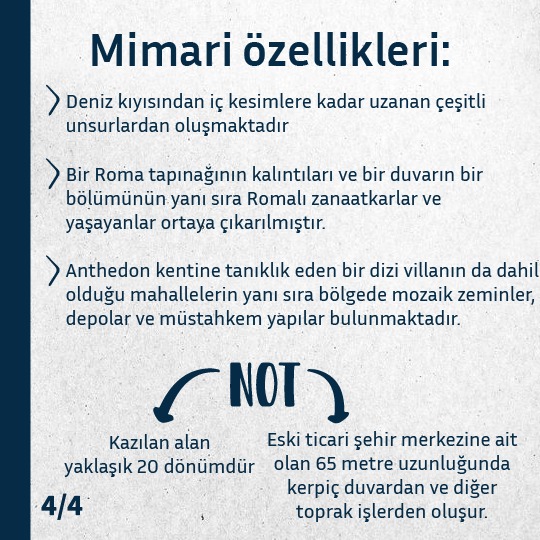 Mimari özellikleri:
Deniz kıyısından iç kesimlere kadar uzanan çeşitli
unsurlardan oluşmaktadır
Bir Roma tapınağının kalıntıları ve bir duvarın bir
bölümünün yanı sıra Romalı zanaatkarlar ve
yaşayanlar ortaya çıkarılmıştır.
Anthedon kentine tanıklık eden bir dizi villanın da dahil
olduğu mahallelerin yanı sıra bölgede mozaik zeminler,
depolar ve müstahkem yapılar bulunmaktadır.
NOT
Kazılan alan
yaklaşık 20 dönümdür
Eski ticari şehir merkezine ait
olan 65 metre uzunluğunda
kerpiç duvardan ve diğer
toprak işlerden oluşur.
4/4